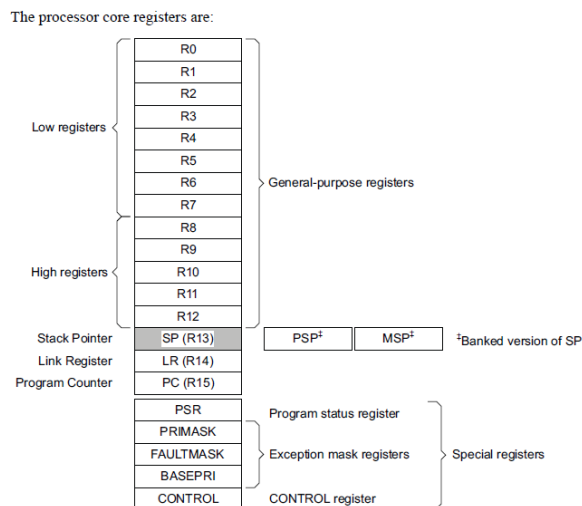 The processor core registers are:
R0
R1
R2
R3
Low registers
R4
R5
R6
General-purpose registers
R7
R8
R9
High registers
R10
R11
R12
Stack Pointer SP (R13) PSP‡ MSP‡ ‡Banked version of SP
Link Register LR (R14)
Program Counter PC (R15)
PSR Program status register
PRIMASK
FAULTMASK Exception mask registers Special registers
BASEPRI
CONTROL CONTROL register